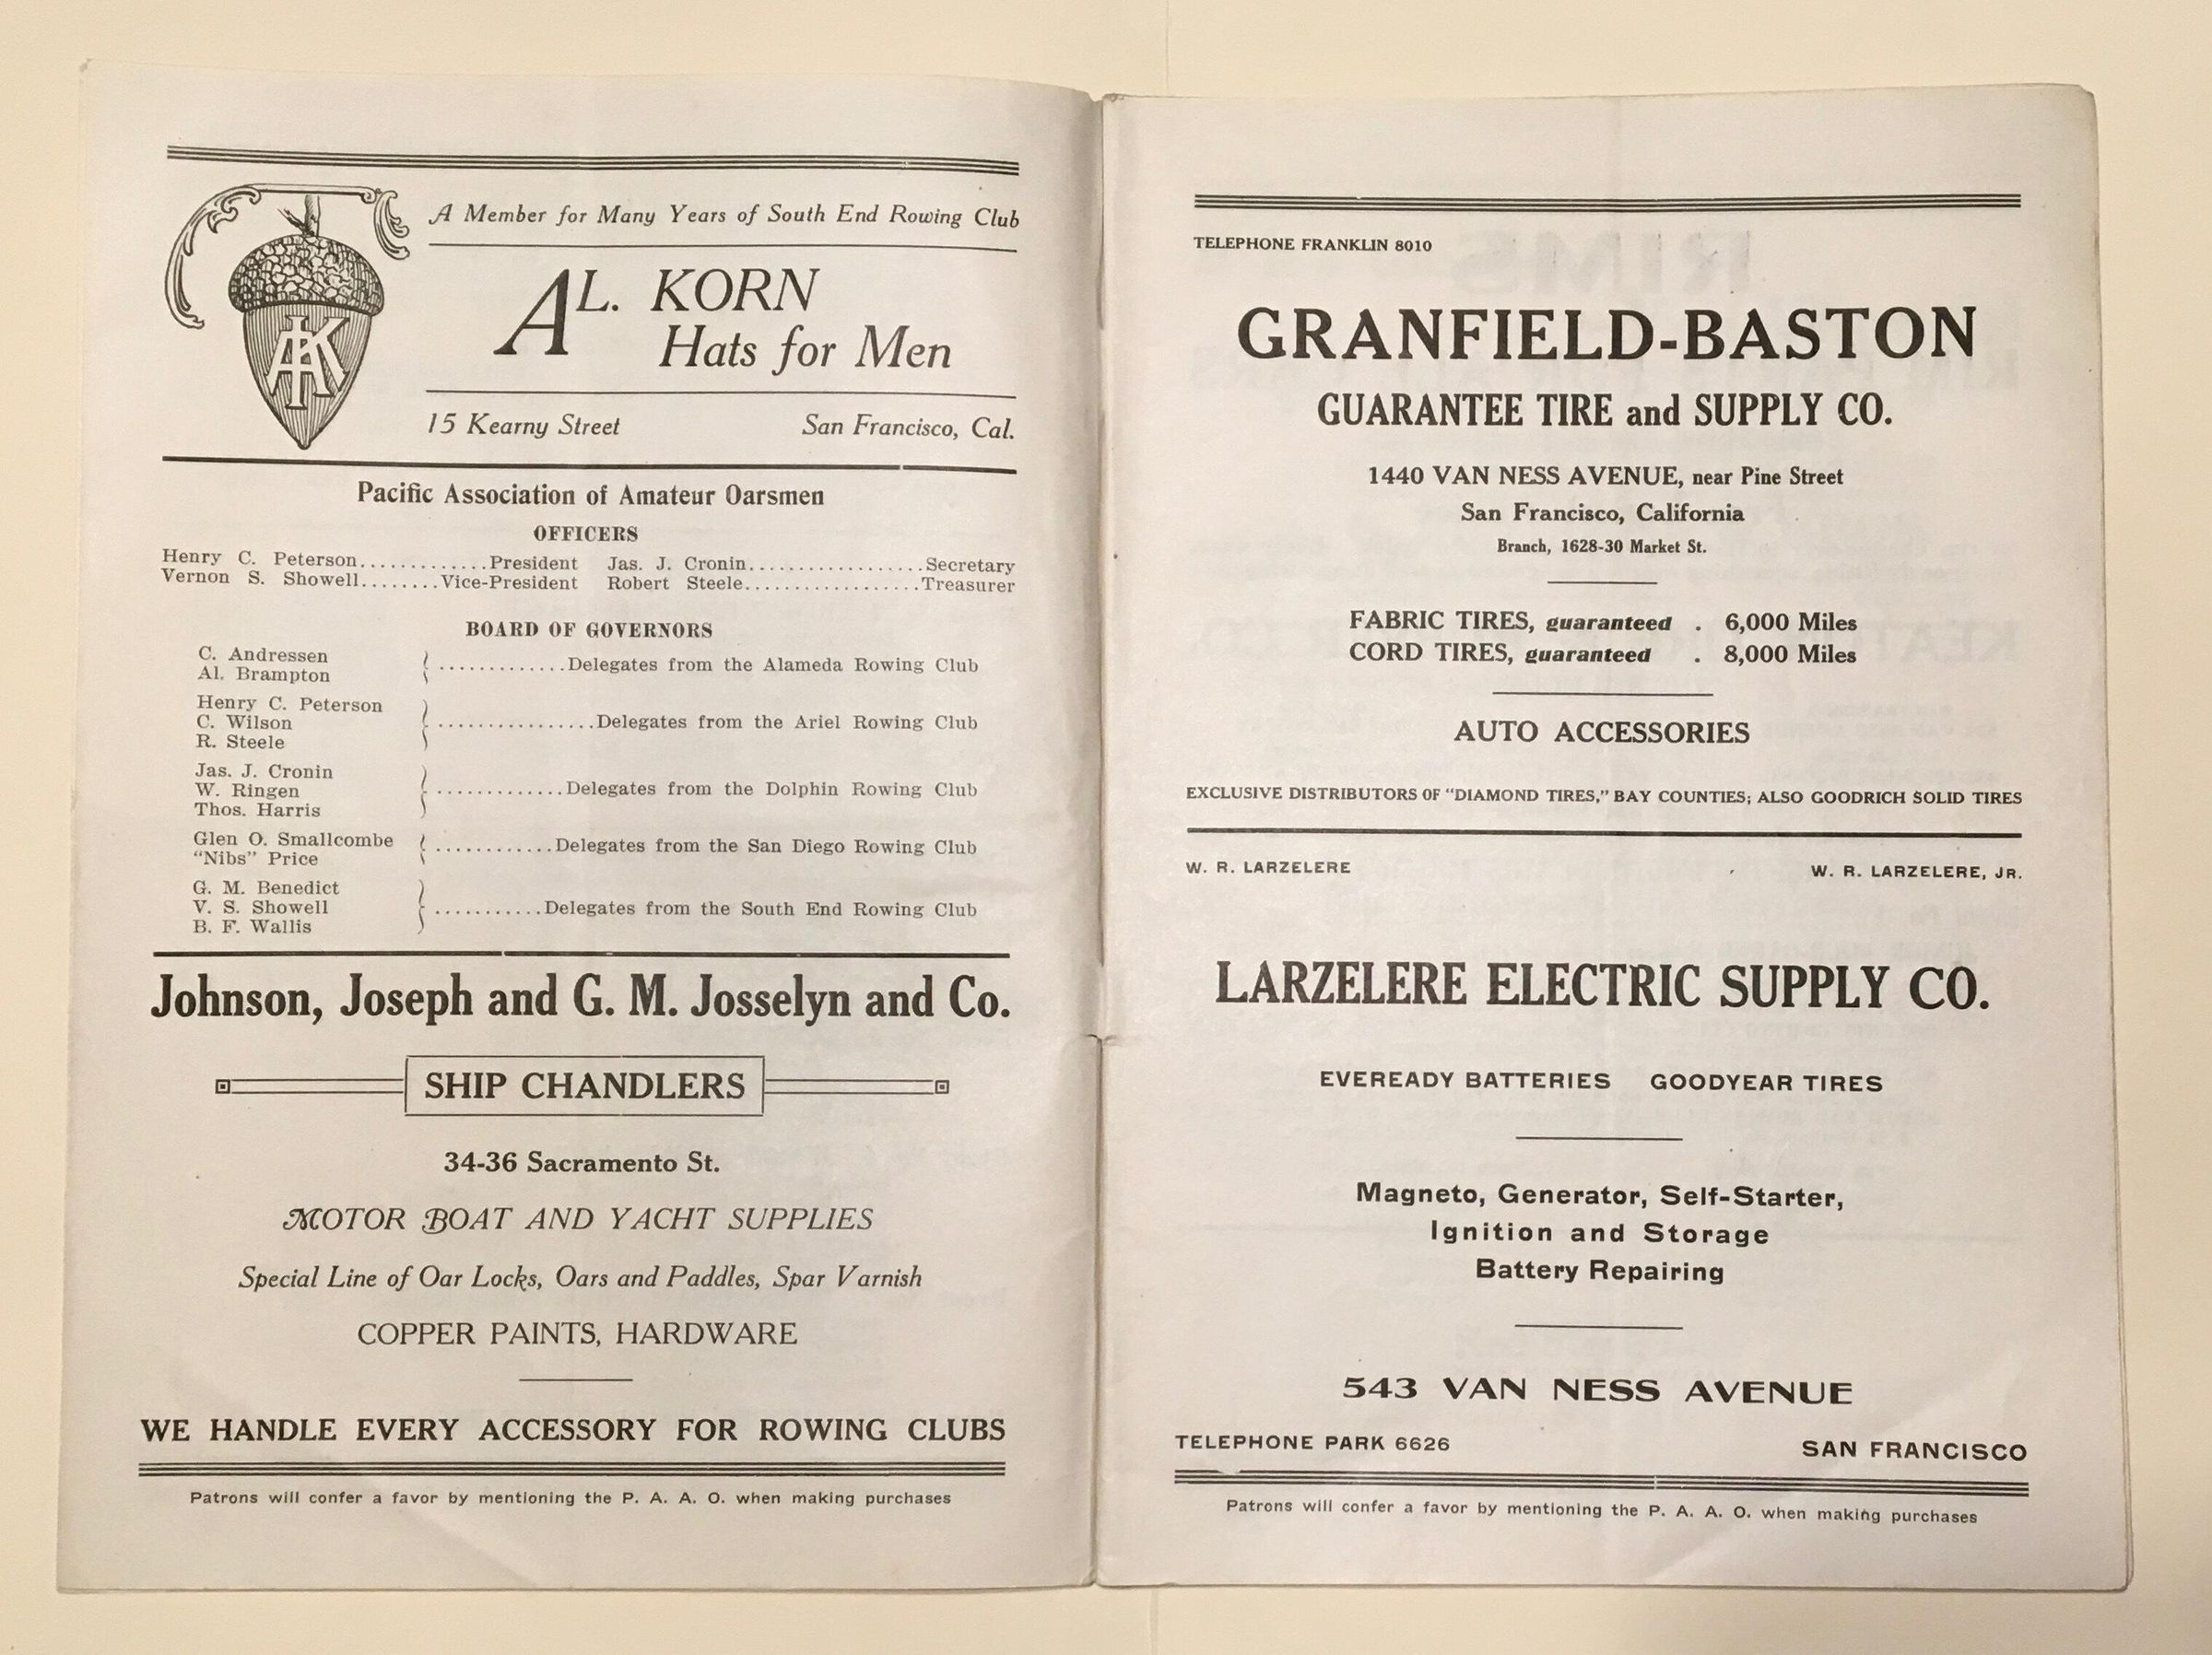 A Member for Many Years of South End Rowing Club
AL. KORN
Hats for Men
AK
15 Kearny Street San Francisco, Cal.
Pacific Association of Amateur Oarsmen
OFFICERS
Henry C. Peterson.............President Jas. J. Cronin..................Secretary
Vernon S. Showell........Vice-President Robert Steele..................Treasurer
BOARD OF GOVERNORS
C. Andressen
Al. Brampton
.............Delegates from the Alameda Rowing Club
Henry C. Peterson
C. Wilson
R. Steele
................Delegates from the Ariel Rowing Club
Jas. J. Cronin
W. Ringen
Thos. Harris
.............Delegates from the Dolphin Rowing Club
Glen O. Smallcombe
"Nibs" Price
............Delegates from the San Diego Rowing Club
G. M. Benedict
V. S. Showell
B. F. Wallis
...........Delegates from the South End Rowing Club
Johnson, Joseph and G. M. Josselyn and Co.
SHIP CHANDLERS
34-36 Sacramento St.
MOTOR BOAT AND YACHT SUPPLIES
Special Line of Oar Locks, Oars and Paddles, Spar Varnish
COPPER PAINTS, HARDWARE
WE HANDLE EVERY ACCESSORY FOR ROWING CLUBS
Patrons will confer a favor by mentioning the P. A. A. O. when making purchases
TELEPHONE FRANKLIN 8010
GRANFIELD-BASTON
GUARANTEE TIRE and SUPPLY CO.
1440 VAN NESS AVENUE, near Pine Street
San Francisco, California
Branch, 1628-30 Market St.
FABRIC TIRES, guaranteed . 6,000 Miles
CORD TIRES, guaranteed . 8,000 Miles
AUTO ACCESSORIES
EXCLUSIVE DISTRIBUTORS OF "DIAMOND TIRES," BAY COUNTIES; ALSO GOODRICH SOLID TIRES
W. R. LARZELERE W. R. LARZELERE, JR.
LARZELERE ELECTRIC SUPPLY CO.
EVEREADY BATTERIES GOODYEAR TIRES
Magneto, Generator, Self-Starter,
Ignition and Storage
Battery Repairing
543 VAN NESS AVENUE
TELEPHONE PARK 6626 SAN FRANCISCO
Patrons will confer a favor by mentioning the P. A. A. O. when making purchases